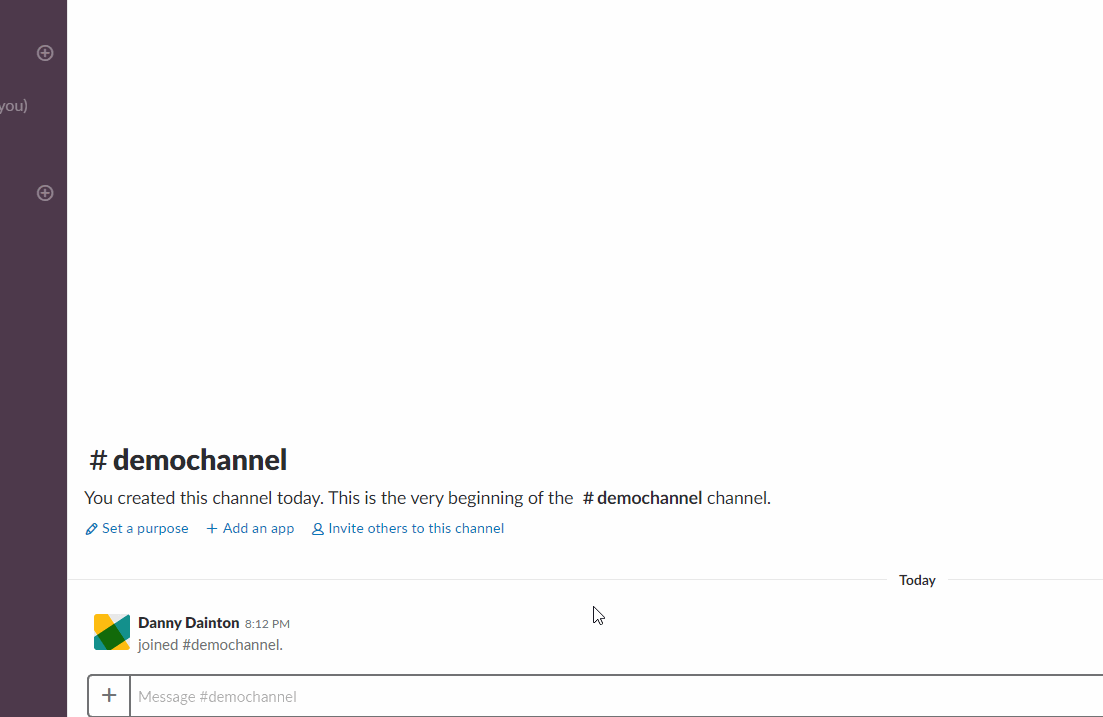 you)
# demochannel
You created this channel today. This is the very beginning of the # demochannel channel.
Set a purpose + Add an app Invite others to this channel
Today
Danny Dainton 8:12 PM
joined #demochannel.
+ Message #demochannel